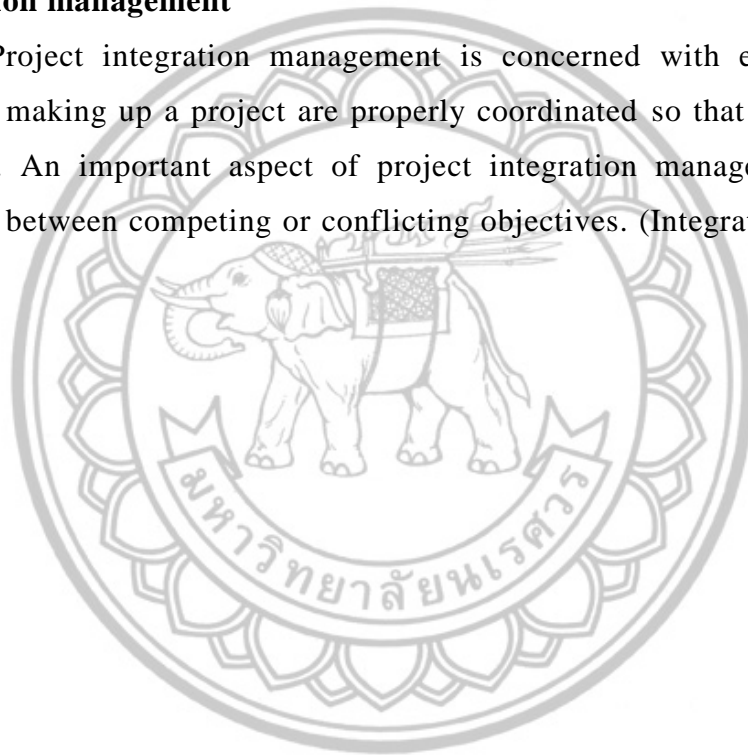 ion management
Project integration management is concerned with e
making up a project are properly coordinated so that
. An important aspect of project integration manage
between competing or conflicting objectives. (Integrat
มหาวิทยาลัยนเรศวร